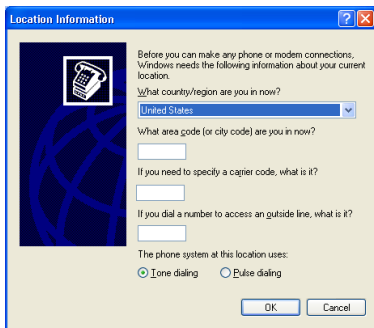 Location Information
Before you can make any phone or modem connections,
Windows needs the following information about your current
location.
What country/region are you in now?
United States
What area code (or city code) are you in now?
If you need to specify a carrier code, what is it?
If you dial a number to access an outside line, what is it?
The phone system at this location uses:
Tone dialing Pulse dialing
OK Cancel